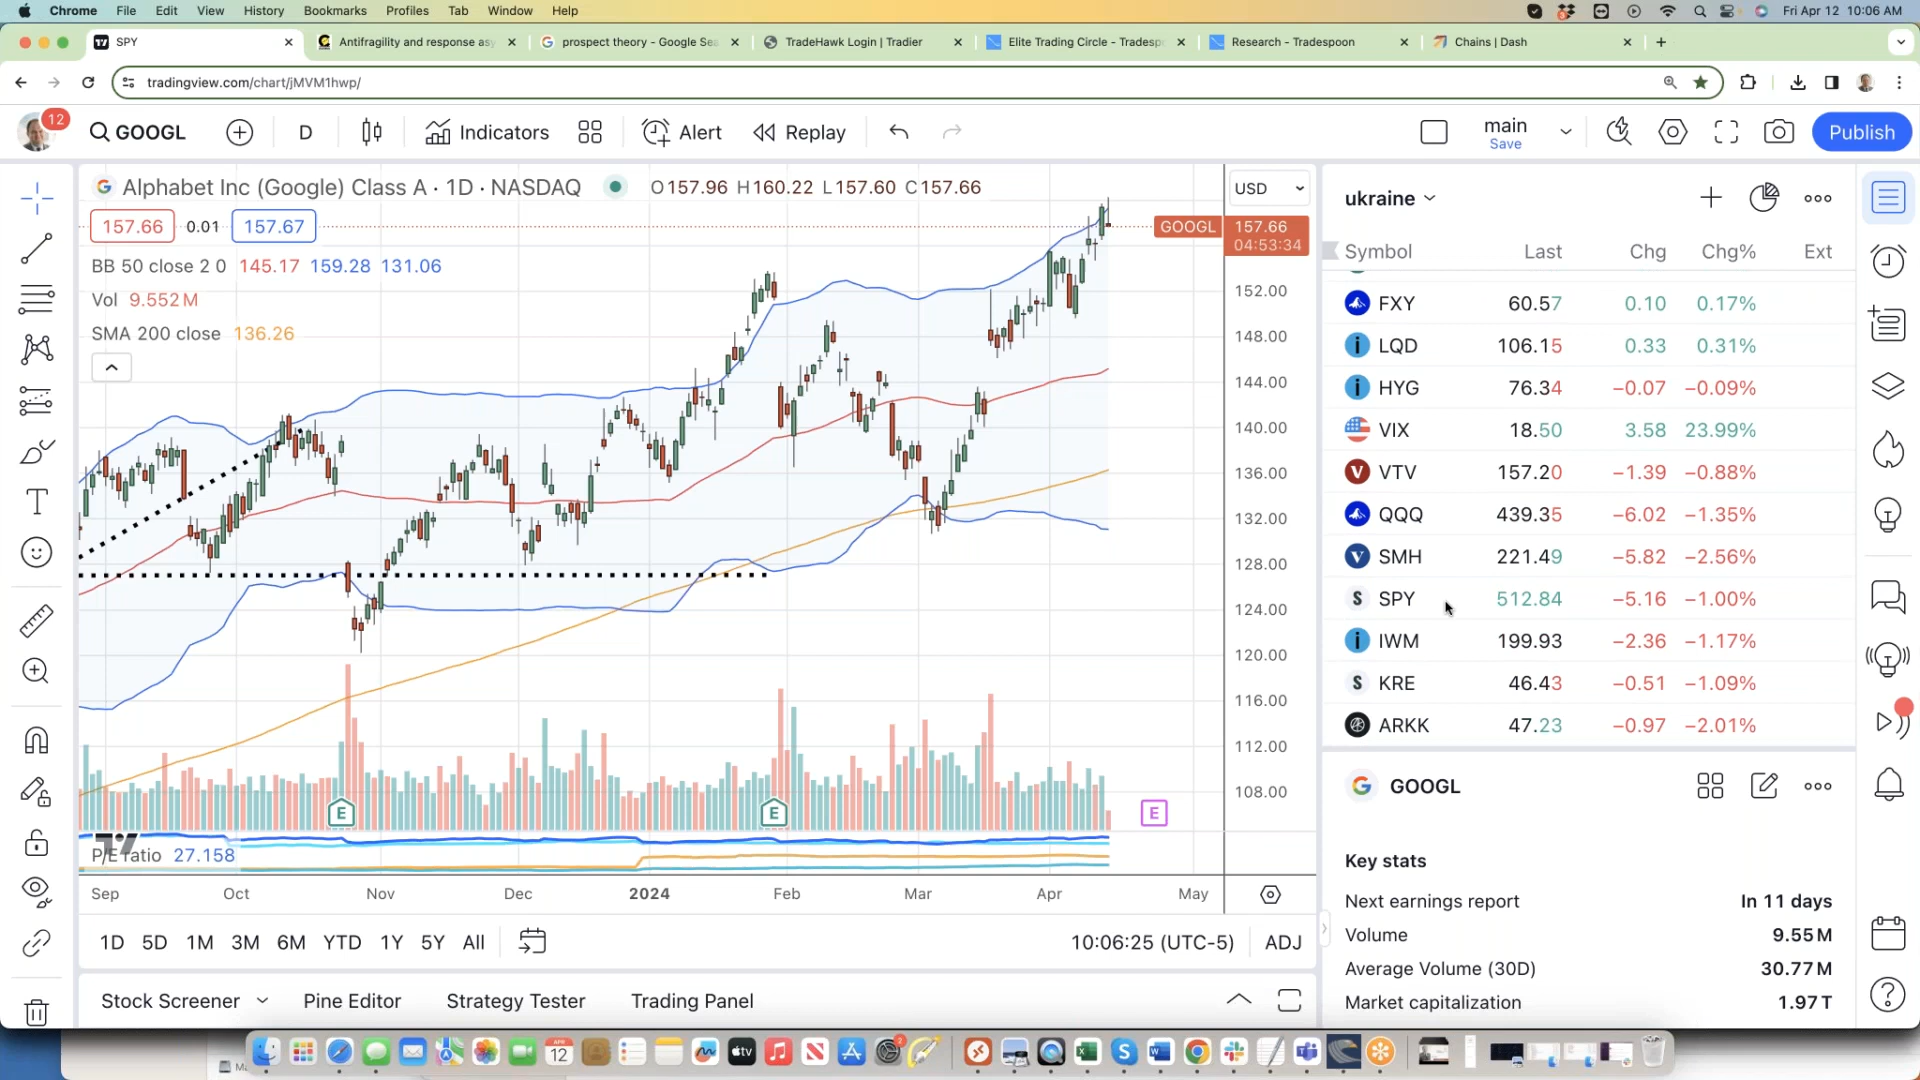 Chrome File Edit View History Bookmarks Profiles Tab Window Help
Fri Apr 12 10:06 AM
SPY
Antifragility and response asy
prospect theory - Google Sea
TradeHawk Login | Tradier
Elite Trading Circle - Tradesp
Research - Tradespoon
Chains | Dash
tradingview.com/chart/jMVM1hwp/
12
GOOGL
D
Indicators
Alert
Replay
main
Save
Publish
Alphabet Inc (Google) Class A · 1D · NASDAQ
O157.96 H160.22 L157.60 C157.66
157.66 0.01 157.67
BB 50 close 2 0 145.17 159.28 131.06
Vol 9.552M
SMA 200 close 136.26
USD
GOOGL 157.66
04:53:34
152.00
148.00
144.00
140.00
136.00
132.00
128.00
124.00
120.00
116.00
112.00
108.00
E
E
E
P/E ratio 27.158
Sep Oct Nov Dec 2024 Feb Mar Apr May
1D 5D 1M 3M 6M YTD 1Y 5Y All
10:06:25 (UTC-5) ADJ
Stock Screener Pine Editor Strategy Tester Trading Panel
ukraine
Symbol Last Chg Chg% Ext
FXY 60.57 0.10 0.17%
LQD 106.15 0.33 0.31%
HYG 76.34 −0.07 −0.09%
VIX 18.50 3.58 23.99%
VTV 157.20 −1.39 −0.88%
QQQ 439.35 −6.02 −1.35%
SMH 221.49 −5.82 −2.56%
SPY 512.84 −5.16 −1.00%
IWM 199.93 −2.36 −1.17%
KRE 46.43 −0.51 −1.09%
ARKK 47.23 −0.97 −2.01%
GOOGL
Key stats
Next earnings report In 11 days
Volume 9.55M
Average Volume (30D) 30.77M
Market capitalization 1.97T